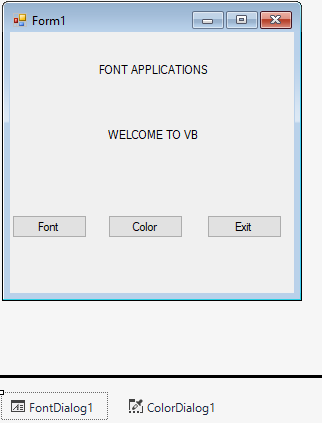 Form1
FONT APPLICATIONS
WELCOME TO VB
Font Color Exit
FontDialog1 ColorDialog1